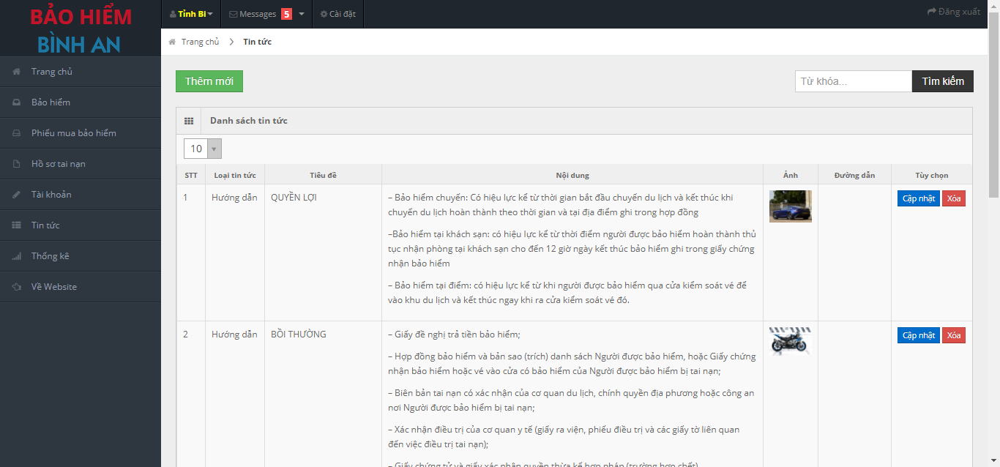 BẢO HIỂM
BÌNH AN
Tỉnh Bi
Messages 5
Cài đặt
Đăng xuất
Trang chủ
Tin tức
Trang chủ
Bảo hiểm
Phiếu mua bảo hiểm
Hồ sơ tai nạn
Tài khoản
Tin tức
Thống kê
Về Website
Thêm mới
Từ khóa...
Tìm kiếm
Danh sách tin tức
10
STT Loại tin tức Tiêu đề Nội dung Ảnh Đường dẫn Tùy chọn
1 Hướng dẫn QUYỀN LỢI
– Bảo hiểm chuyến: Có hiệu lực kể từ thời gian bắt đầu chuyến du lịch và kết thúc khi
chuyến du lịch hoàn thành theo thời gian và tại địa điểm ghi trong hợp đồng
–Bảo hiểm tại khách sạn: có hiệu lực kể từ thời điểm người được bảo hiểm hoàn thành thủ
tục nhận phòng tại khách sạn cho đến 12 giờ ngày kết thúc bảo hiểm ghi trong giấy chứng
nhận bảo hiểm
– Bảo hiểm tại điểm: có hiệu lực kể từ khi người được bảo hiểm qua cửa kiểm soát vé để
vào khu du lịch và kết thúc ngay khi ra cửa kiểm soát vé đó.
Cập nhật Xóa
2 Hướng dẫn BỒI THƯỜNG
– Giấy đề nghị trả tiền bảo hiểm;
– Hợp đồng bảo hiểm và bản sao (trích) danh sách Người được bảo hiểm, hoặc Giấy chứng
nhận bảo hiểm hoặc vé vào cửa có bảo hiểm của Người được bảo hiểm bị tai nạn;
– Biên bản tai nạn có xác nhận của cơ quan du lịch, chính quyền địa phương hoặc công an
nơi Người được bảo hiểm bị tai nạn;
– Xác nhận điều trị của cơ quan y tế (giấy ra viện, phiếu điều trị và các giấy tờ liên quan
đến việc điều trị tai nạn);
– Giấy chứng tử và giấy xác nhận quyền thừa kế hợp pháp (trường hợp chết)
Cập nhật Xóa